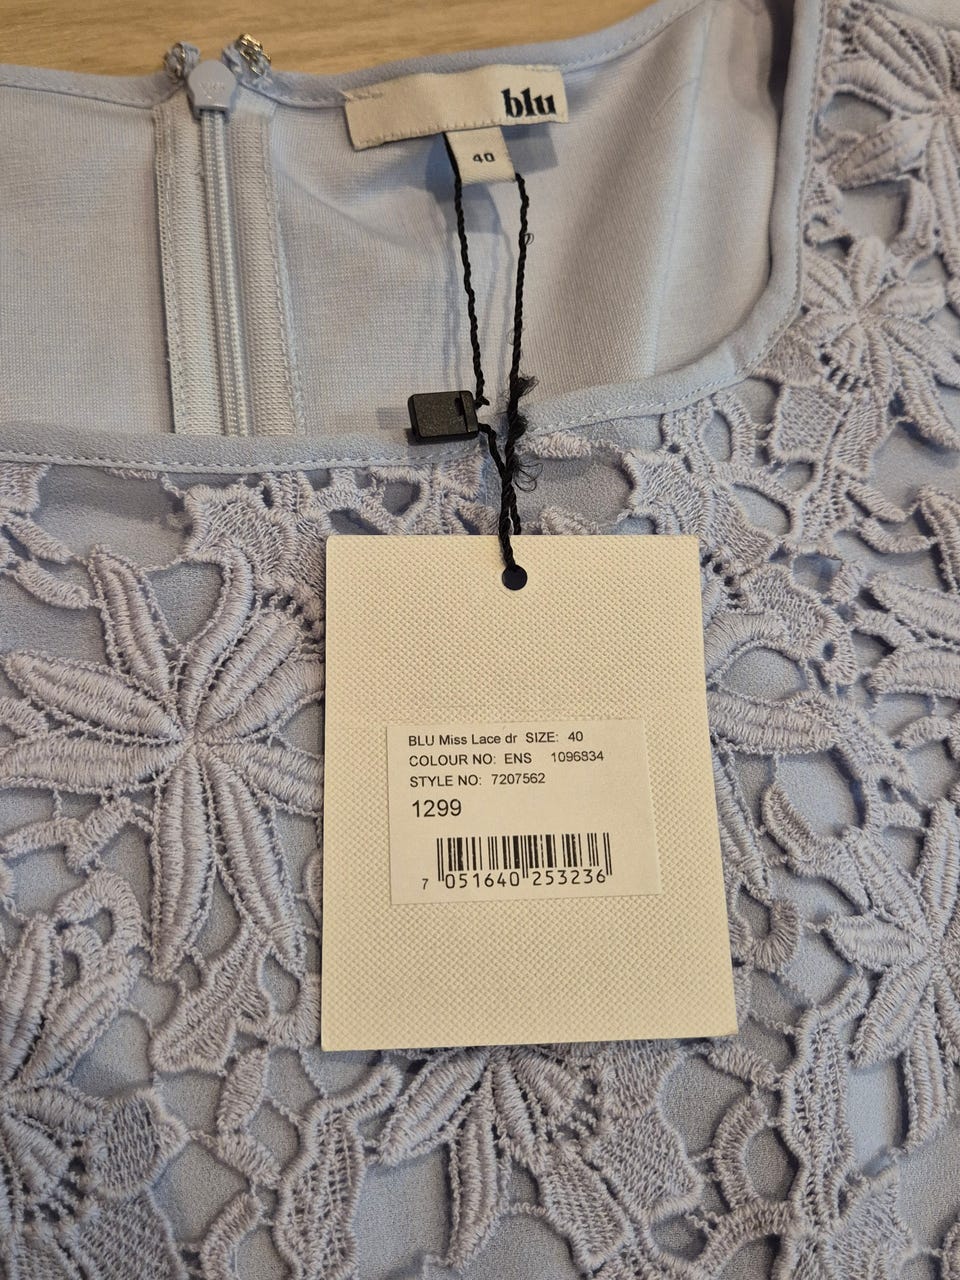 blu
40
BLU Miss Lace dr SIZE: 40
COLOUR NO: ENS 1096834
STYLE NO: 7207562
1299
7 051640 253236